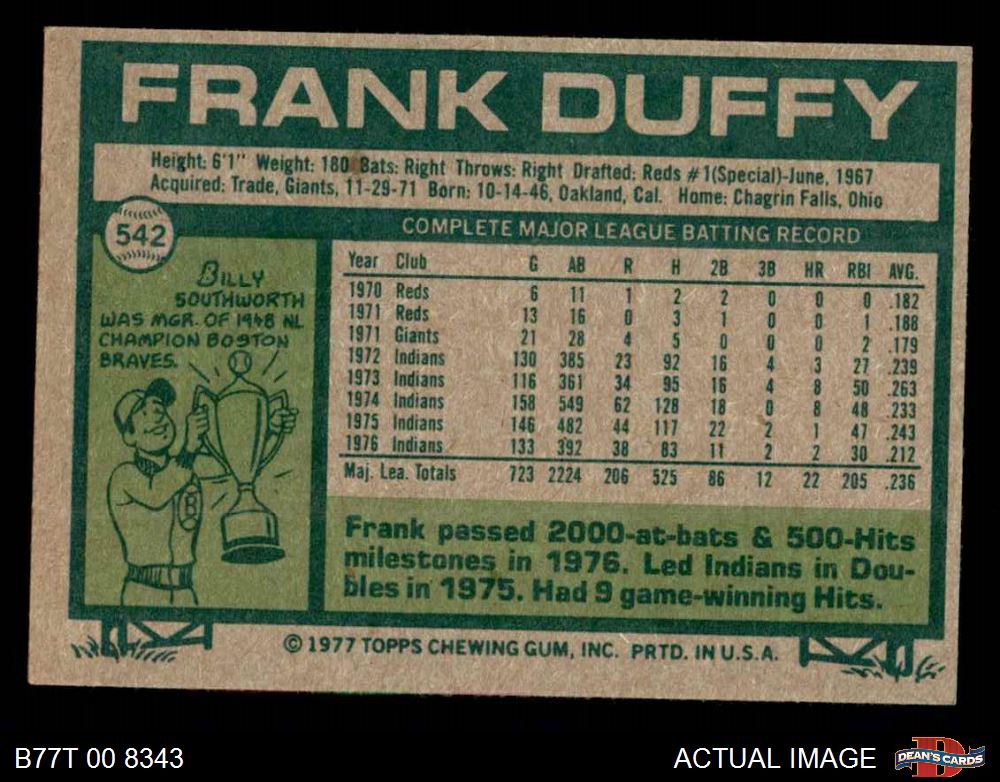 FRANK DUFFY
Height: 6'1" Weight: 180 Bats: Right Throws: Right Drafted: Reds #1(Special)-June, 1967
Acquired: Trade, Giants, 11-29-71 Born: 10-14-46, Oakland, Cal. Home: Chagrin Falls, Ohio
542
BILLY
SOUTHWORTH
WAS MGR. OF 1948 NL
CHAMPION BOSTON
BRAVES.
B
COMPLETE MAJOR LEAGUE BATTING RECORD
Year Club G AB R H 2B 3B HR RBI AVG.
1970 Reds 6 11 1 2 2 0 0 0 .182
1971 Reds 13 16 0 3 1 0 0 1 .188
1971 Giants 21 28 4 5 0 0 0 2 .179
1972 Indians 130 385 23 92 16 4 3 27 .239
1973 Indians 116 361 34 95 16 4 8 50 .263
1974 Indians 158 549 62 128 18 0 8 48 .233
1975 Indians 146 482 44 117 22 2 1 47 .243
1976 Indians 133 392 38 83 11 2 2 30 .212
Maj. Lea. Totals 723 2224 206 525 86 12 22 205 .236
Frank passed 2000-at-bats & 500-Hits
milestones in 1976. Led Indians in Dou-
bles in 1975. Had 9 game-winning Hits.
© 1977 TOPPS CHEWING GUM, INC. PRTD. IN U.S.A.
B77T 00 8343
ACTUAL IMAGE
D
DEAN'S CARDS